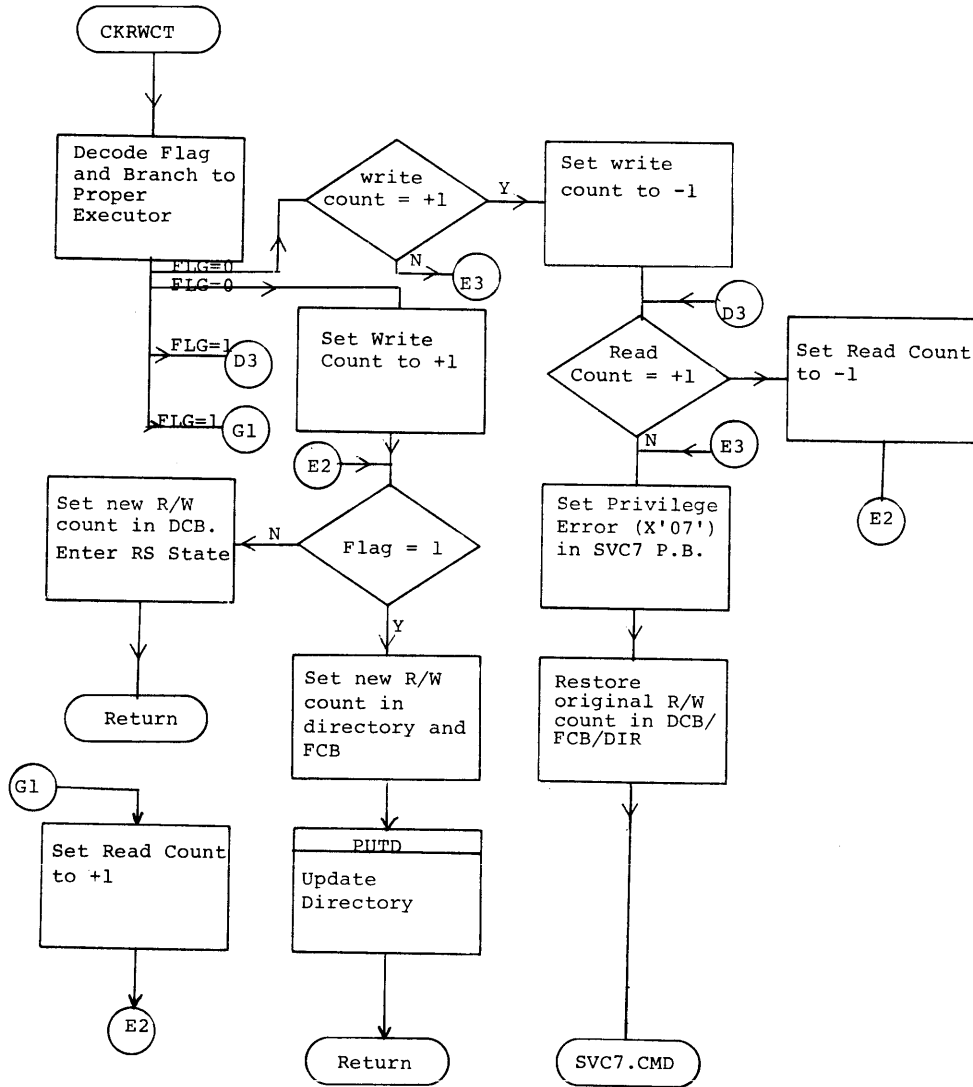 CKRWCT
Decode Flag
and Branch to
Proper
Executor
write
count = +1
Y
Set write
count to -1
FLG=0
N
E3
FLG=0
D3
Set Write
Count to +1
FLG=1
D3
Read
Count = +1
Set Read Count
to -1
FLG=1
G1
N
E3
E2
Set new R/W
count in DCB.
Enter RS State
N
Flag = 1
Set Privilege
Error (X'07')
in SVC7 P.B.
E2
Y
Return
Set new R/W
count in
directory and
FCB
Restore
original R/W
count in DCB/
FCB/DIR
G1
Set Read Count
to +1
PUTD
Update
Directory
E2
Return
SVC7.CMD